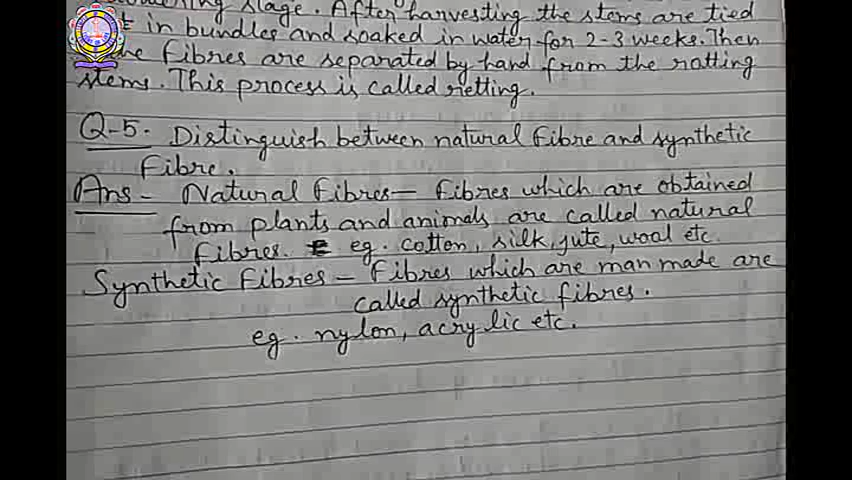 stage. After harvesting the stems are tied
in bundles and soaked in water for 2-3 weeks. Then
fibres are separated by hand from the rotting
stems. This process is called retting.
Q-5. Distinguish between natural fibre and synthetic
fibre.
Ans- Natural fibres- Fibres which are obtained
from plants and animals are called natural
fibres. eg. cotton, silk, jute, wool etc.
Synthetic fibres - Fibres which are man made are
called synthetic fibres.
eg. nylon, acrylic etc.